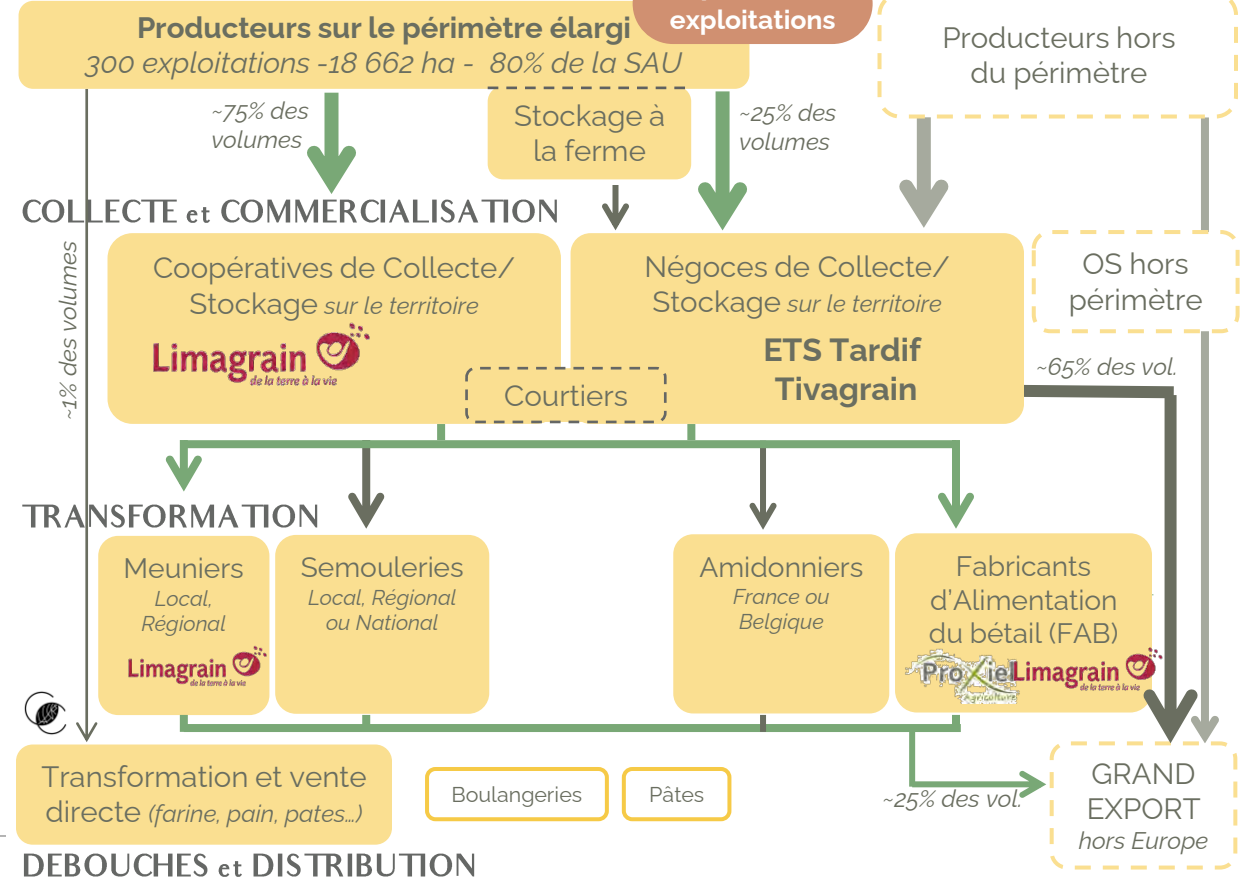 exploitations
Producteurs sur le périmètre élargi
300 exploitations -18 662 ha - 80% de la SAU
Producteurs hors
du périmètre
~75% des
volumes
Stockage à
la ferme
~25% des
volumes
COLLECTE et COMMERCIALISATION
~1% des volumes
Coopératives de Collecte/
Stockage sur le territoire
Limagrain
de la terre à la vie
Négoces de Collecte/
Stockage sur le territoire
ETS Tardif
Tivagrain
Courtiers
OS hors
périmètre
~65% des vol.
TRANSFORMATION
Meuniers
Local,
Régional
Limagrain
de la terre à la vie
Semouleries
Local, Régional
ou National
Amidonniers
France ou
Belgique
Fabricants
d'Alimentation
du bétail (FAB)
Proxiel
Agriculture
Limagrain
de la terre à la vie
Transformation et vente
directe (farine, pain, pates...)
Boulangeries
Pâtes
~25% des vol.
GRAND
EXPORT
hors Europe
DEBOUCHES et DISTRIBUTION